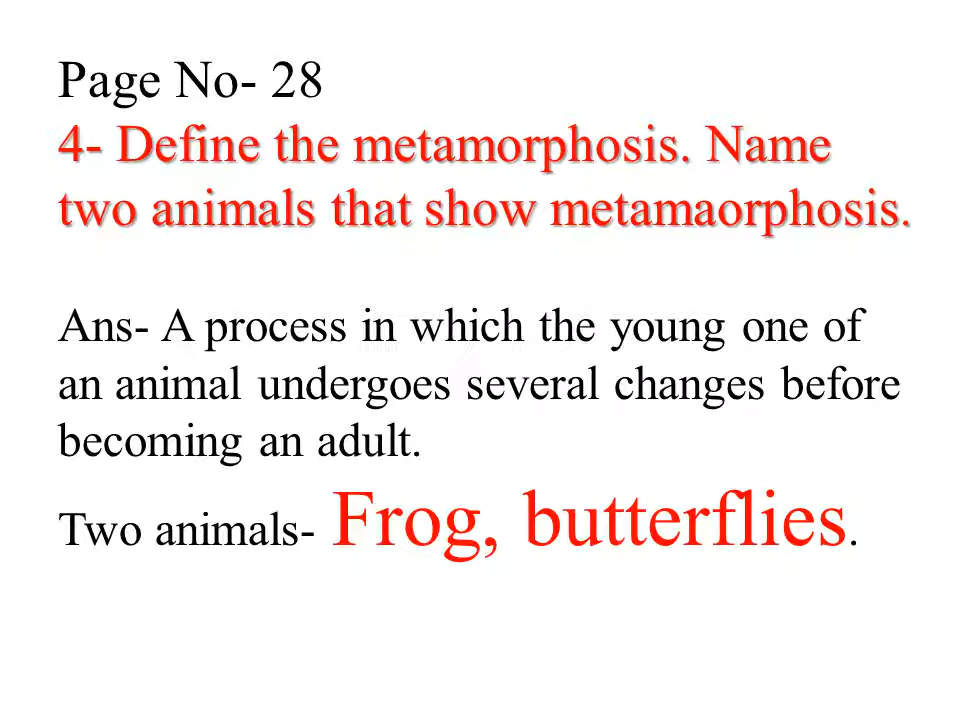 Page No- 28
4- Define the metamorphosis. Name
two animals that show metamaorphosis.
Ans- A process in which the young one of
an animal undergoes several changes before
becoming an adult.
Two animals- Frog, butterflies.